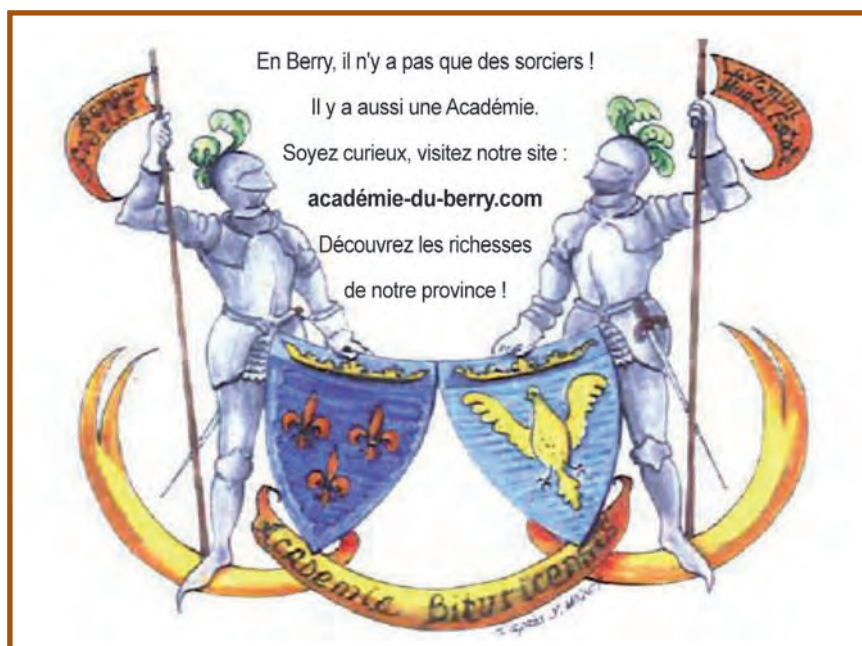 En Berry, il n'y a pas que des sorciers !
Il y a aussi une Académie.
Soyez curieux, visitez notre site :
académie-du-berry.com
Découvrez les richesses
de notre province !
Academia Bituricennes